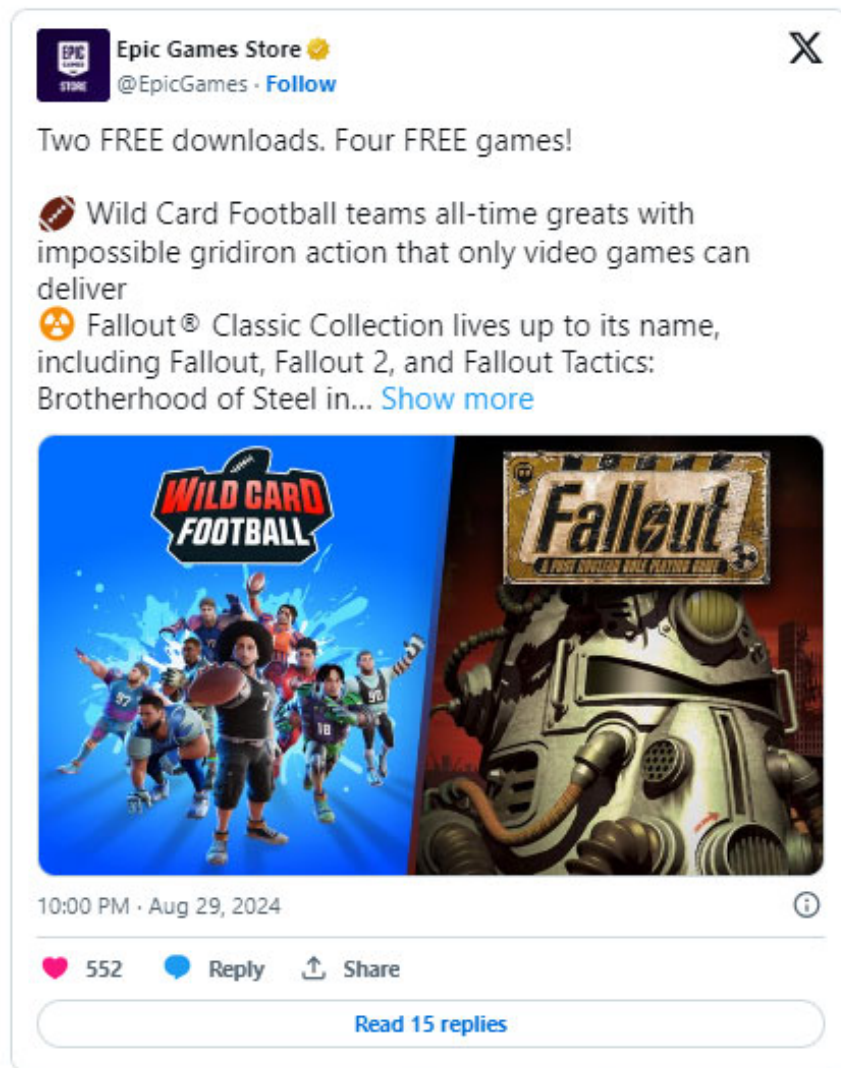 EPIC
GAMES
STORE
Epic Games Store
@EpicGames · Follow
X
Two FREE downloads. Four FREE games!
🏈 Wild Card Football teams all-time greats with
impossible gridiron action that only video games can
deliver
☢ Fallout® Classic Collection lives up to its name,
including Fallout, Fallout 2, and Fallout Tactics:
Brotherhood of Steel in... Show more
WILD CARD
FOOTBALL
97
7
18
98
Fallout
A POST NUCLEAR ROLE PLAYING GAME
10:00 PM · Aug 29, 2024
552 Reply Share
Read 15 replies